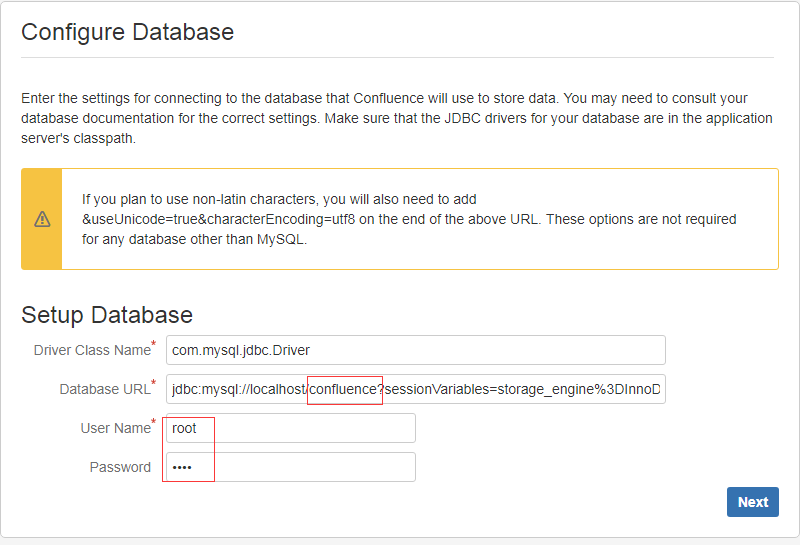 Configure Database
Enter the settings for connecting to the database that Confluence will use to store data. You may need to consult your
database documentation for the correct settings. Make sure that the JDBC drivers for your database are in the application
server's classpath.
If you plan to use non-latin characters, you will also need to add
&useUnicode=true&characterEncoding=utf8 on the end of the above URL. These options are not required
for any database other than MySQL.
Setup Database
Driver Class Name* com.mysql.jdbc.Driver
Database URL* jdbc:mysql://localhost/confluence?sessionVariables=storage_engine%3DInnoD
User Name* root
Password ••••
Next